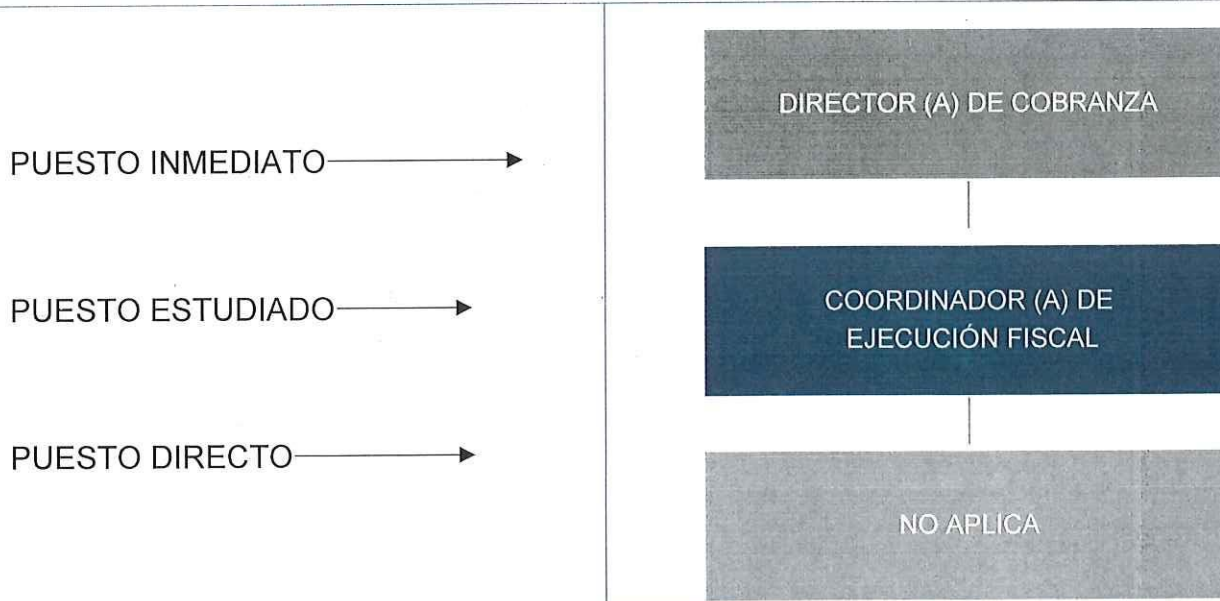 PUESTO INMEDIATO
DIRECTOR (A) DE COBRANZA
PUESTO ESTUDIADO
COORDINADOR (A) DE
EJECUCIÓN FISCAL
PUESTO DIRECTO
NO APLICA